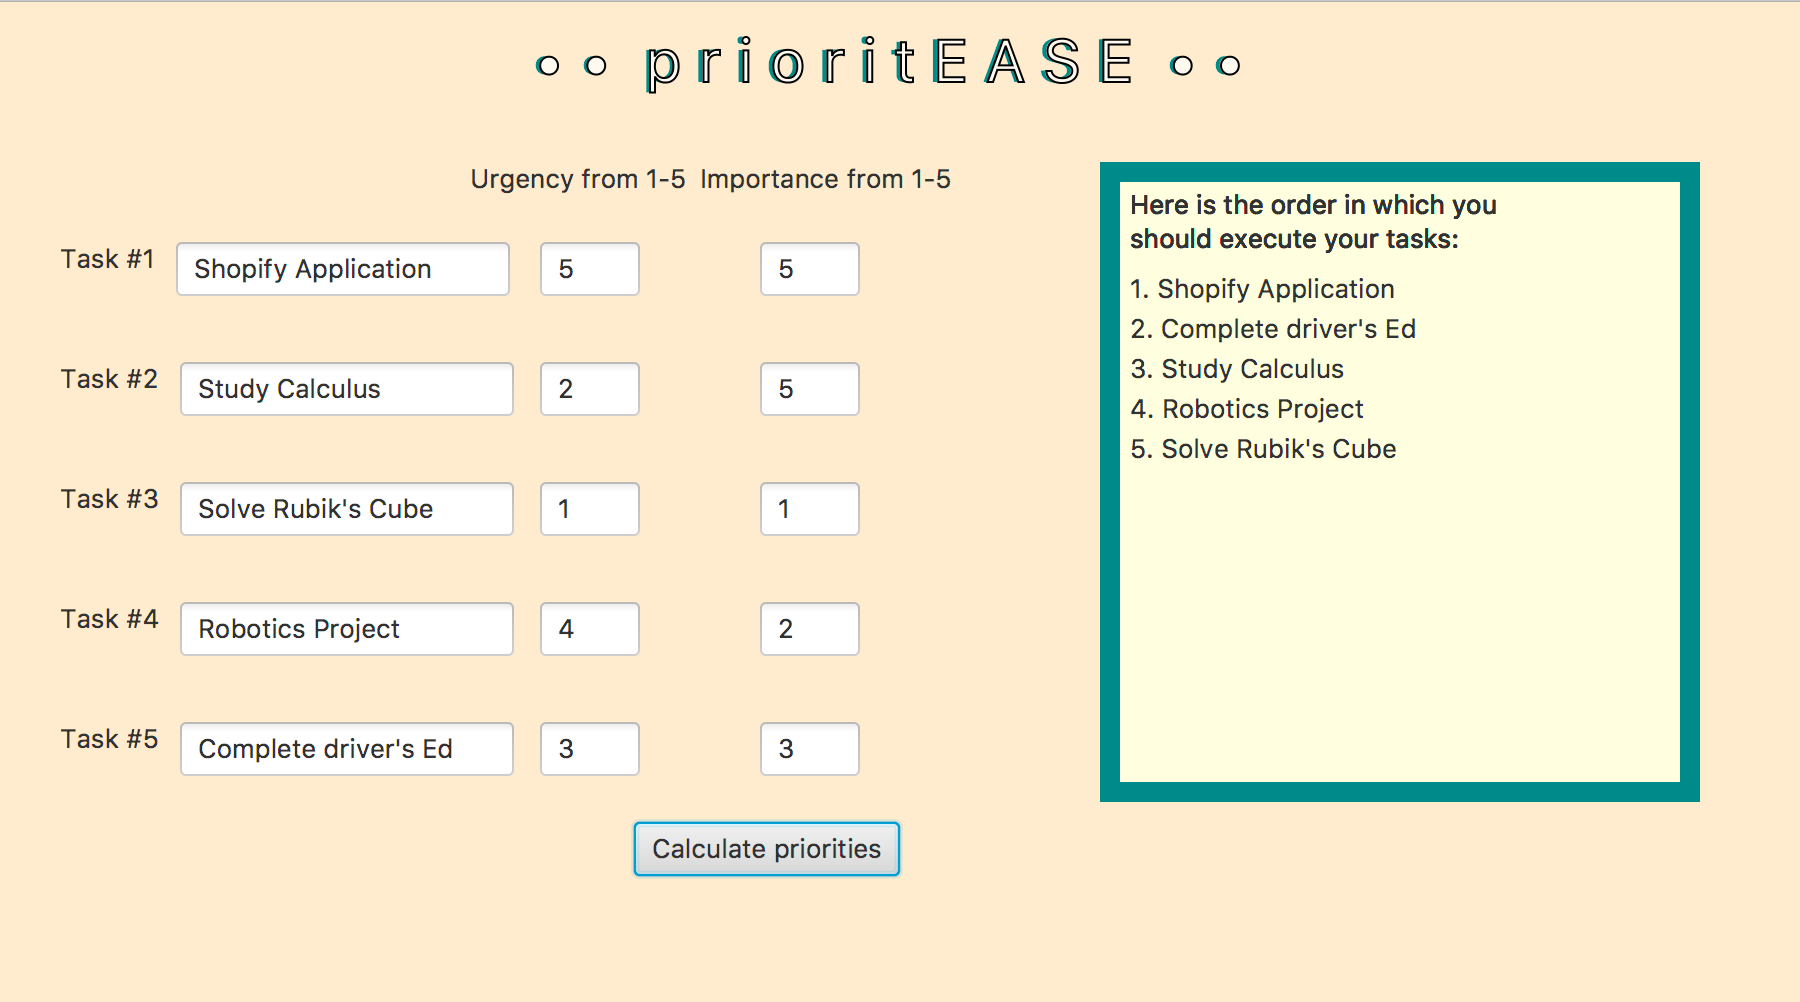 prioritEASE
Urgency from 1-5 Importance from 1-5
Task #1 Shopify Application 5 5
Task #2 Study Calculus 2 5
Task #3 Solve Rubik's Cube 1 1
Task #4 Robotics Project 4 2
Task #5 Complete driver's Ed 3 3
Calculate priorities
Here is the order in which you
should execute your tasks:
1. Shopify Application
2. Complete driver's Ed
3. Study Calculus
4. Robotics Project
5. Solve Rubik's Cube